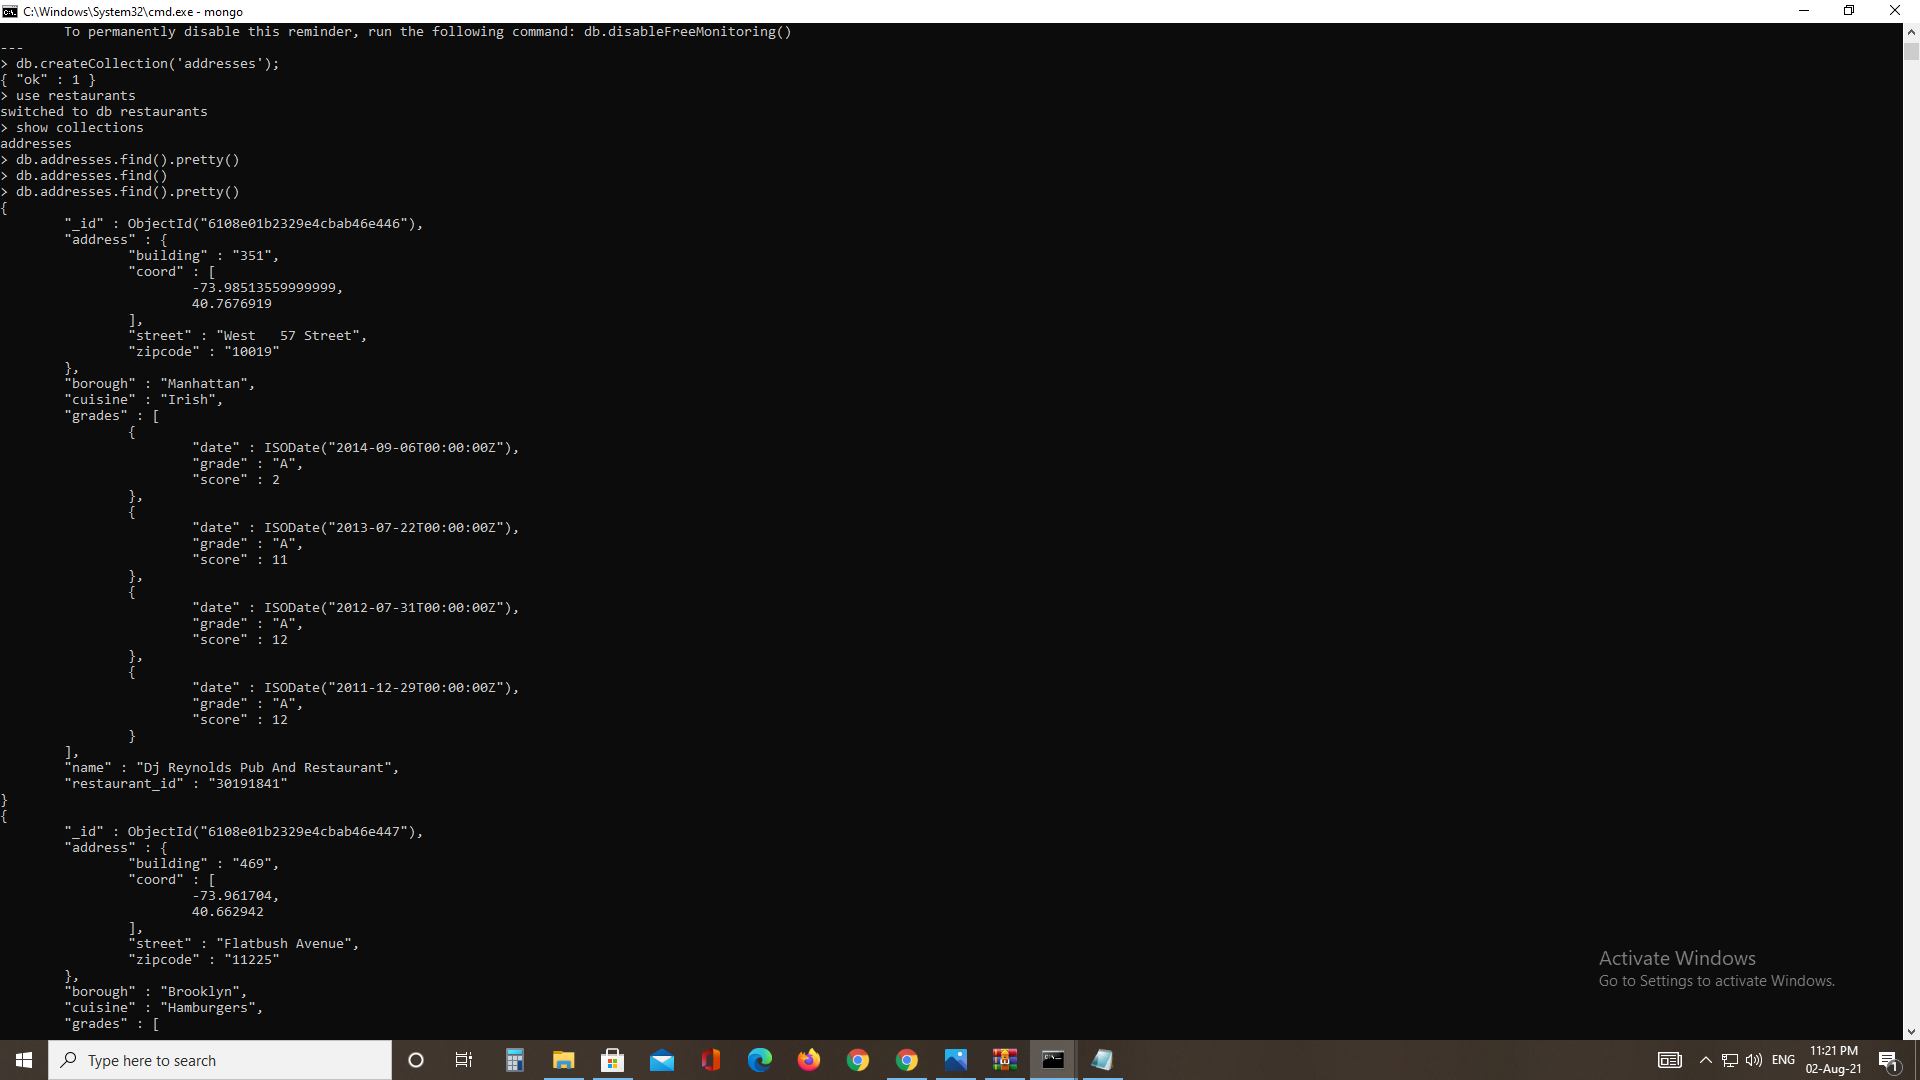 C:\Windows\System32\cmd.exe - mongo
To permanently disable this reminder, run the following command: db.disableFreeMonitoring()
---
> db.createCollection('addresses');
{ "ok" : 1 }
> use restaurants
switched to db restaurants
> show collections
addresses
> db.addresses.find().pretty()
> db.addresses.find()
> db.addresses.find().pretty()
{
"_id" : ObjectId("6108e01b2329e4cbab46e446"),
"address" : {
"building" : "351",
"coord" : [
-73.98513559999999,
40.7676919
],
"street" : "West   57 Street",
"zipcode" : "10019"
},
"borough" : "Manhattan",
"cuisine" : "Irish",
"grades" : [
{
"date" : ISODate("2014-09-06T00:00:00Z"),
"grade" : "A",
"score" : 2
},
{
"date" : ISODate("2013-07-22T00:00:00Z"),
"grade" : "A",
"score" : 11
},
{
"date" : ISODate("2012-07-31T00:00:00Z"),
"grade" : "A",
"score" : 12
},
{
"date" : ISODate("2011-12-29T00:00:00Z"),
"grade" : "A",
"score" : 12
}
],
"name" : "Dj Reynolds Pub And Restaurant",
"restaurant_id" : "30191841"
}
{
"_id" : ObjectId("6108e01b2329e4cbab46e447"),
"address" : {
"building" : "469",
"coord" : [
-73.961704,
40.662942
],
"street" : "Flatbush Avenue",
"zipcode" : "11225"
},
"borough" : "Brooklyn",
"cuisine" : "Hamburgers",
"grades" : [
Activate Windows
Go to Settings to activate Windows.
Type here to search
ENG
11:21 PM
02-Aug-21
1